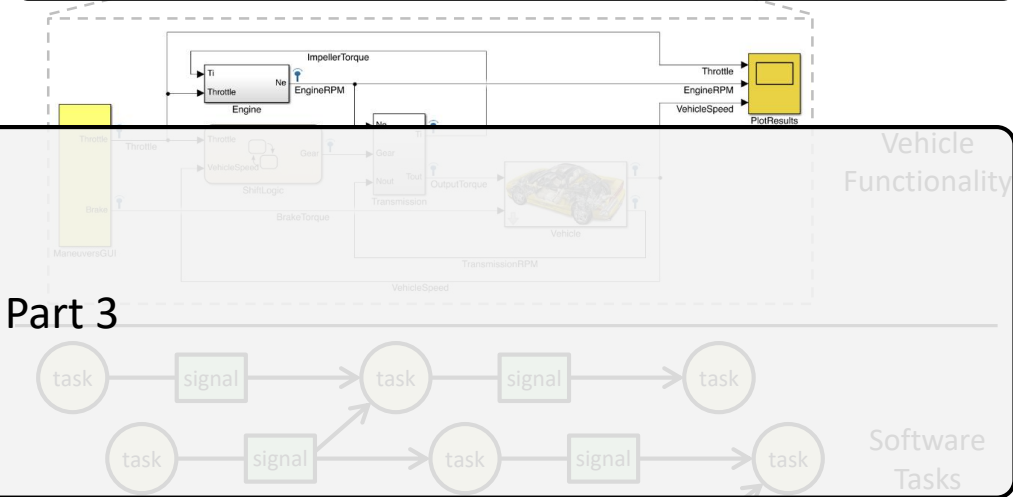 ImpellerTorque
Ti
Throttle
Ne
EngineRPM
Engine
Throttle
EngineRPM
VehicleSpeed
PlotResults
Ne
Throttle
Throttle
Throttle
VehicleSpeed
Gear
ShiftLogic
Gear
Nout
Tout
OutputTorque
Transmission
Vehicle
Functionality
Brake
BrakeTorque
Vehicle
ManeuversGUI
TransmissionRPM
VehicleSpeed
Part 3
task signal task signal task
task signal task signal task
Software
Tasks